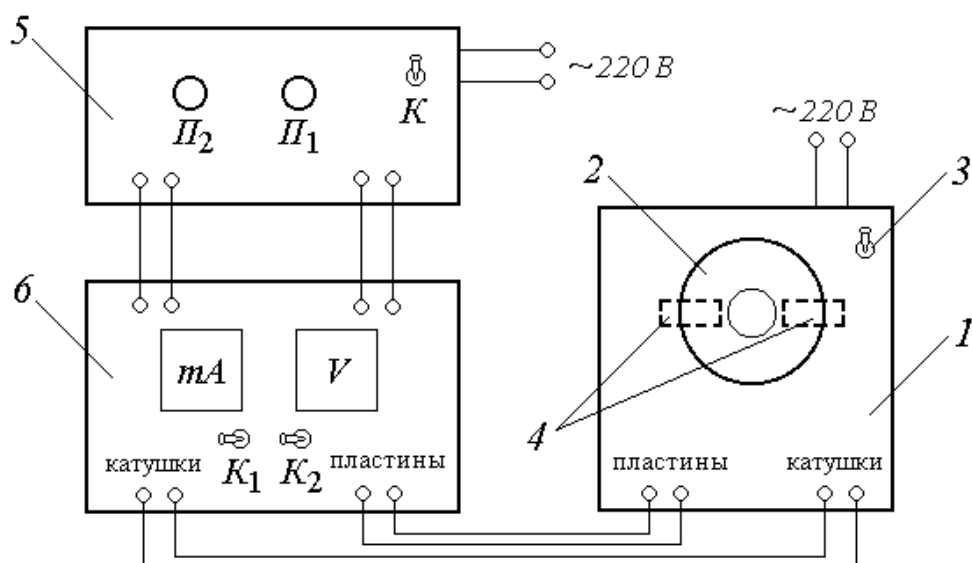 5
~220 В
П2
П1
К
~220 В
2
3
6
mA
V
1
4
катушки
К1
К2
пластины
пластины
катушки